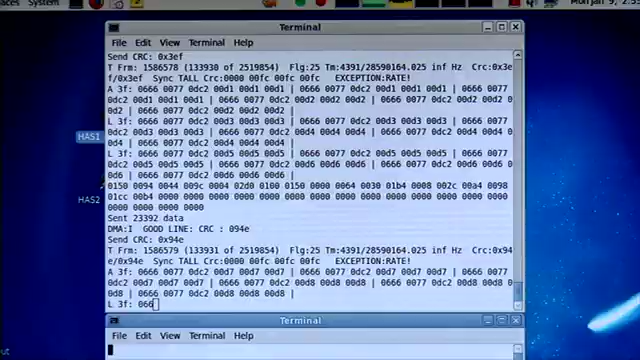 aces System
Mon Jan 9, 2:5
Terminal
File Edit View Terminal Help
Send CRC: 0x3ef
T Frm: 1586578 (133930 of 2519854) Flg:25 Tm:4391/28590164.025 inf Hz Crc:0x3e
f/0x3ef Sync TALL Crc:0000 00fc 00fc 00fc EXCEPTION:RATE!
A 3f: 0666 0077 0dc2 00d1 00d1 00d1 | 0666 0077 0dc2 00d1 00d1 00d1 | 0666 0077
0dc2 00d1 00d1 00d1 | 0666 0077 0dc2 00d2 00d2 00d2 | 0666 0077 0dc2 00d2 00d2 0
0d2 | 0666 0077 0dc2 00d2 00d2 00d2 |
L 3f: 0666 0077 0dc2 00d3 00d3 00d3 | 0666 0077 0dc2 00d3 00d3 00d3 | 0666 0077
0dc2 00d3 00d3 00d3 | 0666 0077 0dc2 00d4 00d4 00d4 | 0666 0077 0dc2 00d4 00d4 0
0d4 | 0666 0077 0dc2 00d4 00d4 00d4 |
L 3f: 0666 0077 0dc2 00d5 00d5 00d5 | 0666 0077 0dc2 00d5 00d5 00d5 | 0666 0077
0dc2 00d5 00d5 00d5 | 0666 0077 0dc2 00d6 00d6 00d6 | 0666 0077 0dc2 00d6 00d6 0
0d6 | 0666 0077 0dc2 00d6 00d6 00d6 |
0150 0094 0044 009c 0004 02d0 0100 0150 0000 0064 0030 01b4 0008 002c 00a4 0098
01cc 00b4 0000 0000 0000 0000 0000 0000 0000 0000 0000 0000 0000 0000 0000 0000
0000 0000 0000 0000
Sent 23392 data
DMA:I GOOD LINE: CRC : 094e
Send CRC: 0x94e
T Frm: 1586579 (133931 of 2519854) Flg:25 Tm:4391/28590164.025 inf Hz Crc:0x94
e/0x94e Sync TALL Crc:0000 00fc 00fc 00fc EXCEPTION:RATE!
A 3f: 0666 0077 0dc2 00d7 00d7 00d7 | 0666 0077 0dc2 00d7 00d7 00d7 | 0666 0077
0dc2 00d7 00d7 00d7 | 0666 0077 0dc2 00d8 00d8 00d8 | 0666 0077 0dc2 00d8 00d8 0
0d8 | 0666 0077 0dc2 00d8 00d8 00d8 |
L 3f: 066
HAS1
HAS2
Terminal
File Edit View Terminal Help
ut